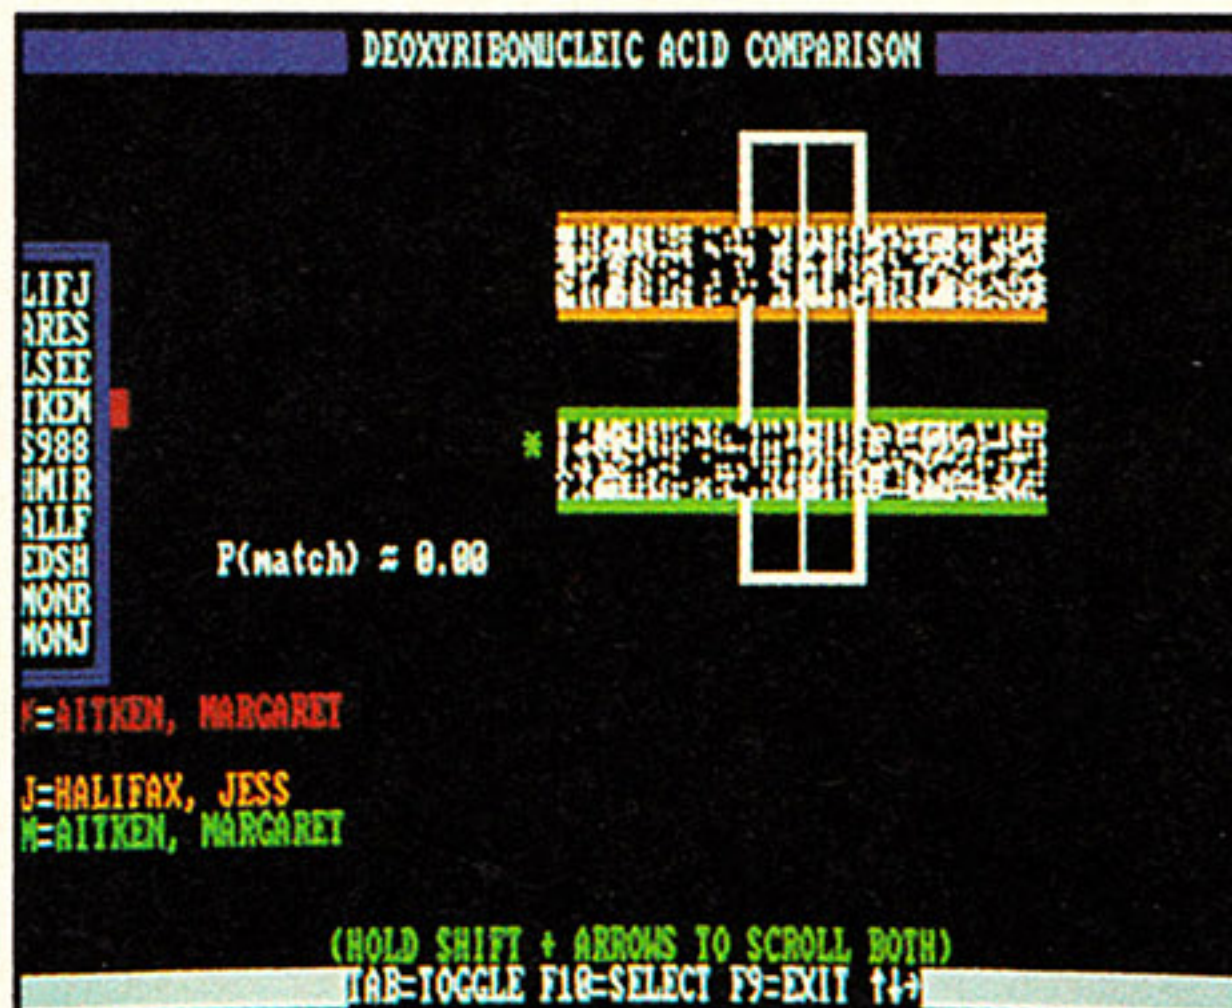 DEOXYRIBONUCLEIC ACID COMPARISON
LIFJ
ARES
LSEE
TKEM
S988
HMIR
ALLF
EDSH
MONR
MONJ
*
P(match) ≈ 0.00
M=AITKEN, MARGARET
J=HALIFAX, JESS
M=AITKEN, MARGARET
(HOLD SHIFT + ARROWS TO SCROLL BOTH)
TAB=TOGGLE F10=SELECT F9=EXIT ↑↓→